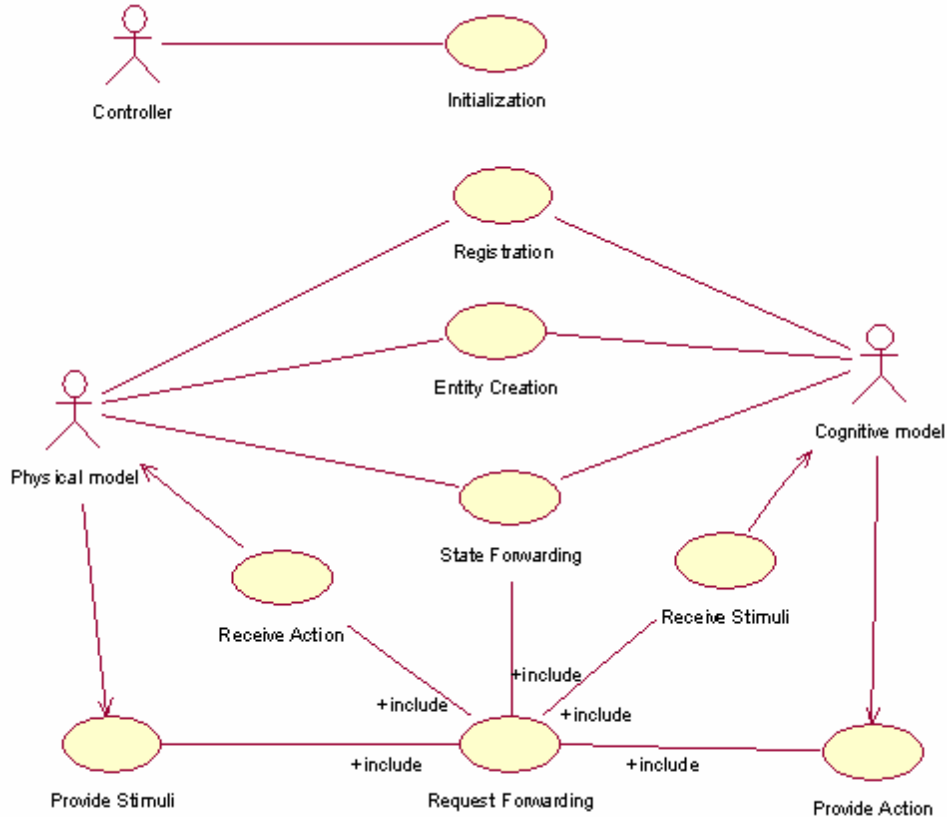 Controller
Initialization
Registration
Entity Creation
Cognitive model
Physical model
State Forwarding
Receive Action
Receive Stimuli
+include
+include
+include
+include
+include
Provide Stimuli
Request Forwarding
Provide Action